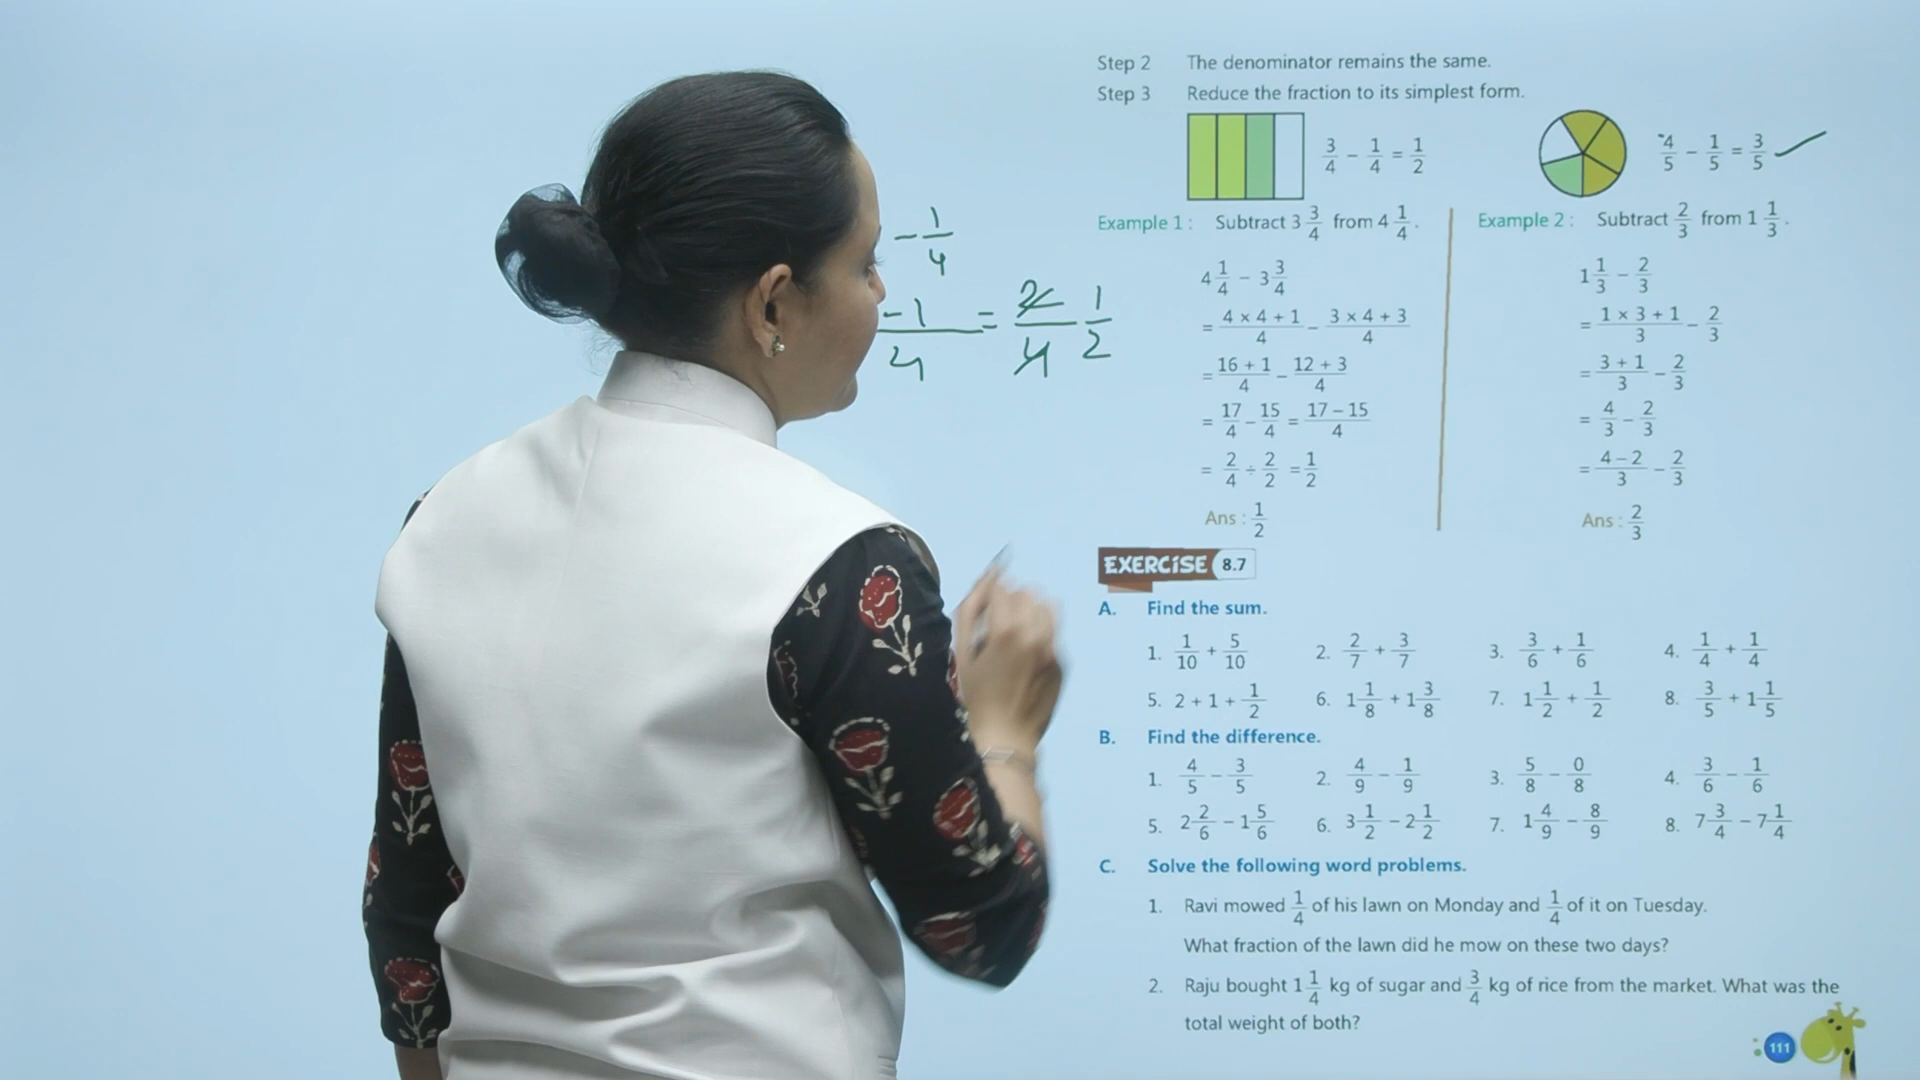 Step 2 The denominator remains the same.
Step 3 Reduce the fraction to its simplest form.
3/4 - 1/4 = 1/2
4/5 - 1/5 = 3/5
- 1/4
- 1/4 = 2/4 1/2
Example 1 : Subtract 3 3/4 from 4 1/4 .
4 1/4 - 3 3/4
= 4 × 4 + 1/4 - 3 × 4 + 3/4
= 16 + 1/4 - 12 + 3/4
= 17/4 - 15/4 = 17 - 15/4
= 2/4 ÷ 2/2 = 1/2
Ans : 1/2
Example 2 : Subtract 2/3 from 1 1/3 .
1 1/3 - 2/3
= 1 × 3 + 1/3 - 2/3
= 3 + 1/3 - 2/3
= 4/3 - 2/3
= 4 - 2/3 - 2/3
Ans : 2/3
EXERCISE 8.7
A. Find the sum.
1. 1/10 + 5/10 2. 2/7 + 3/7 3. 3/6 + 1/6 4. 1/4 + 1/4
5. 2 + 1 + 1/2 6. 1 1/8 + 1 3/8 7. 1 1/2 + 1/2 8. 3/5 + 1 1/5
B. Find the difference.
1. 4/5 - 3/5 2. 4/9 - 1/9 3. 5/8 - 0/8 4. 3/6 - 1/6
5. 2 2/6 - 1 5/6 6. 3 1/2 - 2 1/2 7. 1 4/9 - 8/9 8. 7 3/4 - 7 1/4
C. Solve the following word problems.
1. Ravi mowed 1/4 of his lawn on Monday and 1/4 of it on Tuesday.
What fraction of the lawn did he mow on these two days?
2. Raju bought 1 1/4 kg of sugar and 3/4 kg of rice from the market. What was the
total weight of both?
111